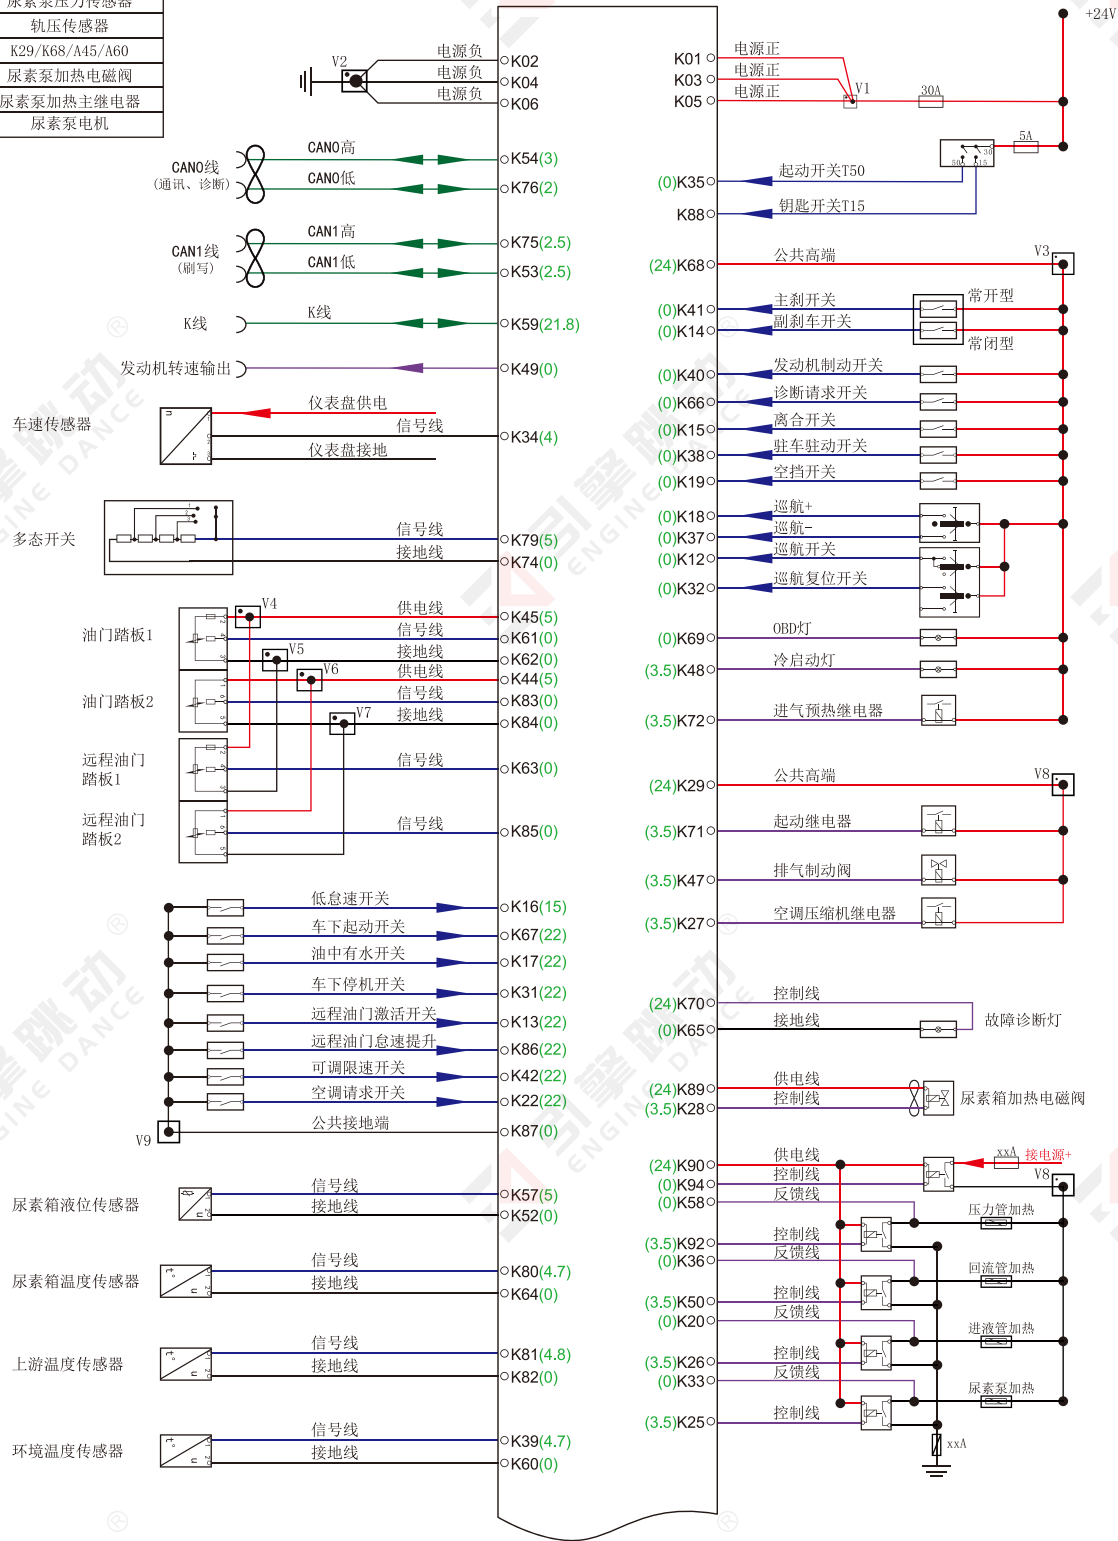 尿素泵压力传感器
轨压传感器
K29/K68/A45/A60
尿素泵加热电磁阀
尿素泵加热主继电器
尿素泵电机
V2
电源负
K02
电源负
K04
电源负
K06
CAN0线
(通讯、诊断)
CAN0高
K54(3)
CAN0低
K76(2)
CAN1线
(刷写)
CAN1高
K75(2.5)
CAN1低
K53(2.5)
K线
K线
K59(21.8)
发动机转速输出
K49(0)
车速传感器
n
仪表盘供电
信号线
K34(4)
仪表盘接地
多态开关
信号线
K79(5)
接地线
K74(0)
油门踏板1
V4
供电线
K45(5)
信号线
K61(0)
V5
接地线
K62(0)
油门踏板2
V6
供电线
K44(5)
信号线
K83(0)
V7
接地线
K84(0)
远程油门
踏板1
信号线
K63(0)
远程油门
踏板2
信号线
K85(0)
低怠速开关
K16(15)
车下起动开关
K67(22)
油中有水开关
K17(22)
车下停机开关
K31(22)
远程油门激活开关
K13(22)
远程油门怠速提升
K86(22)
可调限速开关
K42(22)
空调请求开关
K22(22)
V9
公共接地端
K87(0)
尿素箱液位传感器
u
信号线
K57(5)
接地线
K52(0)
尿素箱温度传感器
t°
u
信号线
K80(4.7)
接地线
K64(0)
上游温度传感器
t°
u
信号线
K81(4.8)
接地线
K82(0)
环境温度传感器
t°
u
信号线
K39(4.7)
接地线
K60(0)
+24V
K01
电源正
K03
电源正
K05
电源正
V1
30A
5A
30
50
15
(0)K35
起动开关T50
K88
钥匙开关T15
(24)K68
公共高端
V3
(0)K41
主刹开关
常开型
(0)K14
副刹车开关
常闭型
(0)K40
发动机制动开关
(0)K66
诊断请求开关
(0)K15
离合开关
(0)K38
驻车驻动开关
(0)K19
空挡开关
(0)K18
巡航+
(0)K37
巡航-
(0)K12
巡航开关
(0)K32
巡航复位开关
(0)K69
OBD灯
(3.5)K48
冷启动灯
(3.5)K72
进气预热继电器
(24)K29
公共高端
V8
(3.5)K71
起动继电器
(3.5)K47
排气制动阀
(3.5)K27
空调压缩机继电器
(24)K70
控制线
(0)K65
接地线
故障诊断灯
(24)K89
供电线
(3.5)K28
控制线
尿素箱加热电磁阀
(24)K90
供电线
xxA
接电源+
(0)K94
控制线
V8
(0)K58
反馈线
压力管加热
(3.5)K92
控制线
(0)K36
反馈线
回流管加热
(3.5)K50
控制线
(0)K20
反馈线
进液管加热
(3.5)K26
控制线
(0)K33
反馈线
尿素泵加热
(3.5)K25
控制线
xxA
引擎跳动
ENGINE DANCE
®